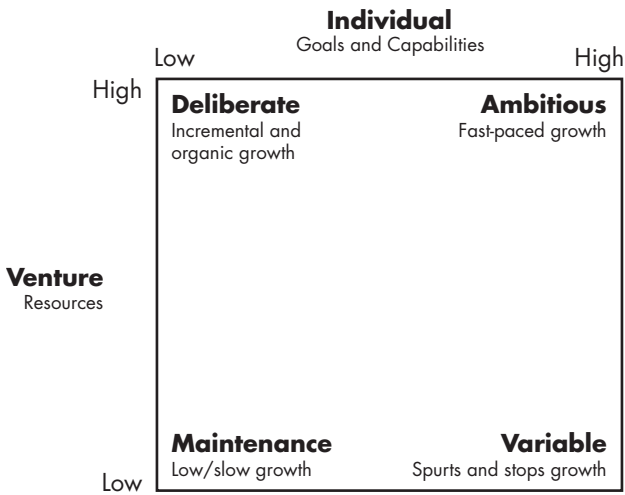 Individual
Goals and Capabilities
Low
High
High
Deliberate
Incremental and
organic growth
Ambitious
Fast-paced growth
Venture
Resources
Maintenance
Low/slow growth
Variable
Spurts and stops growth
Low